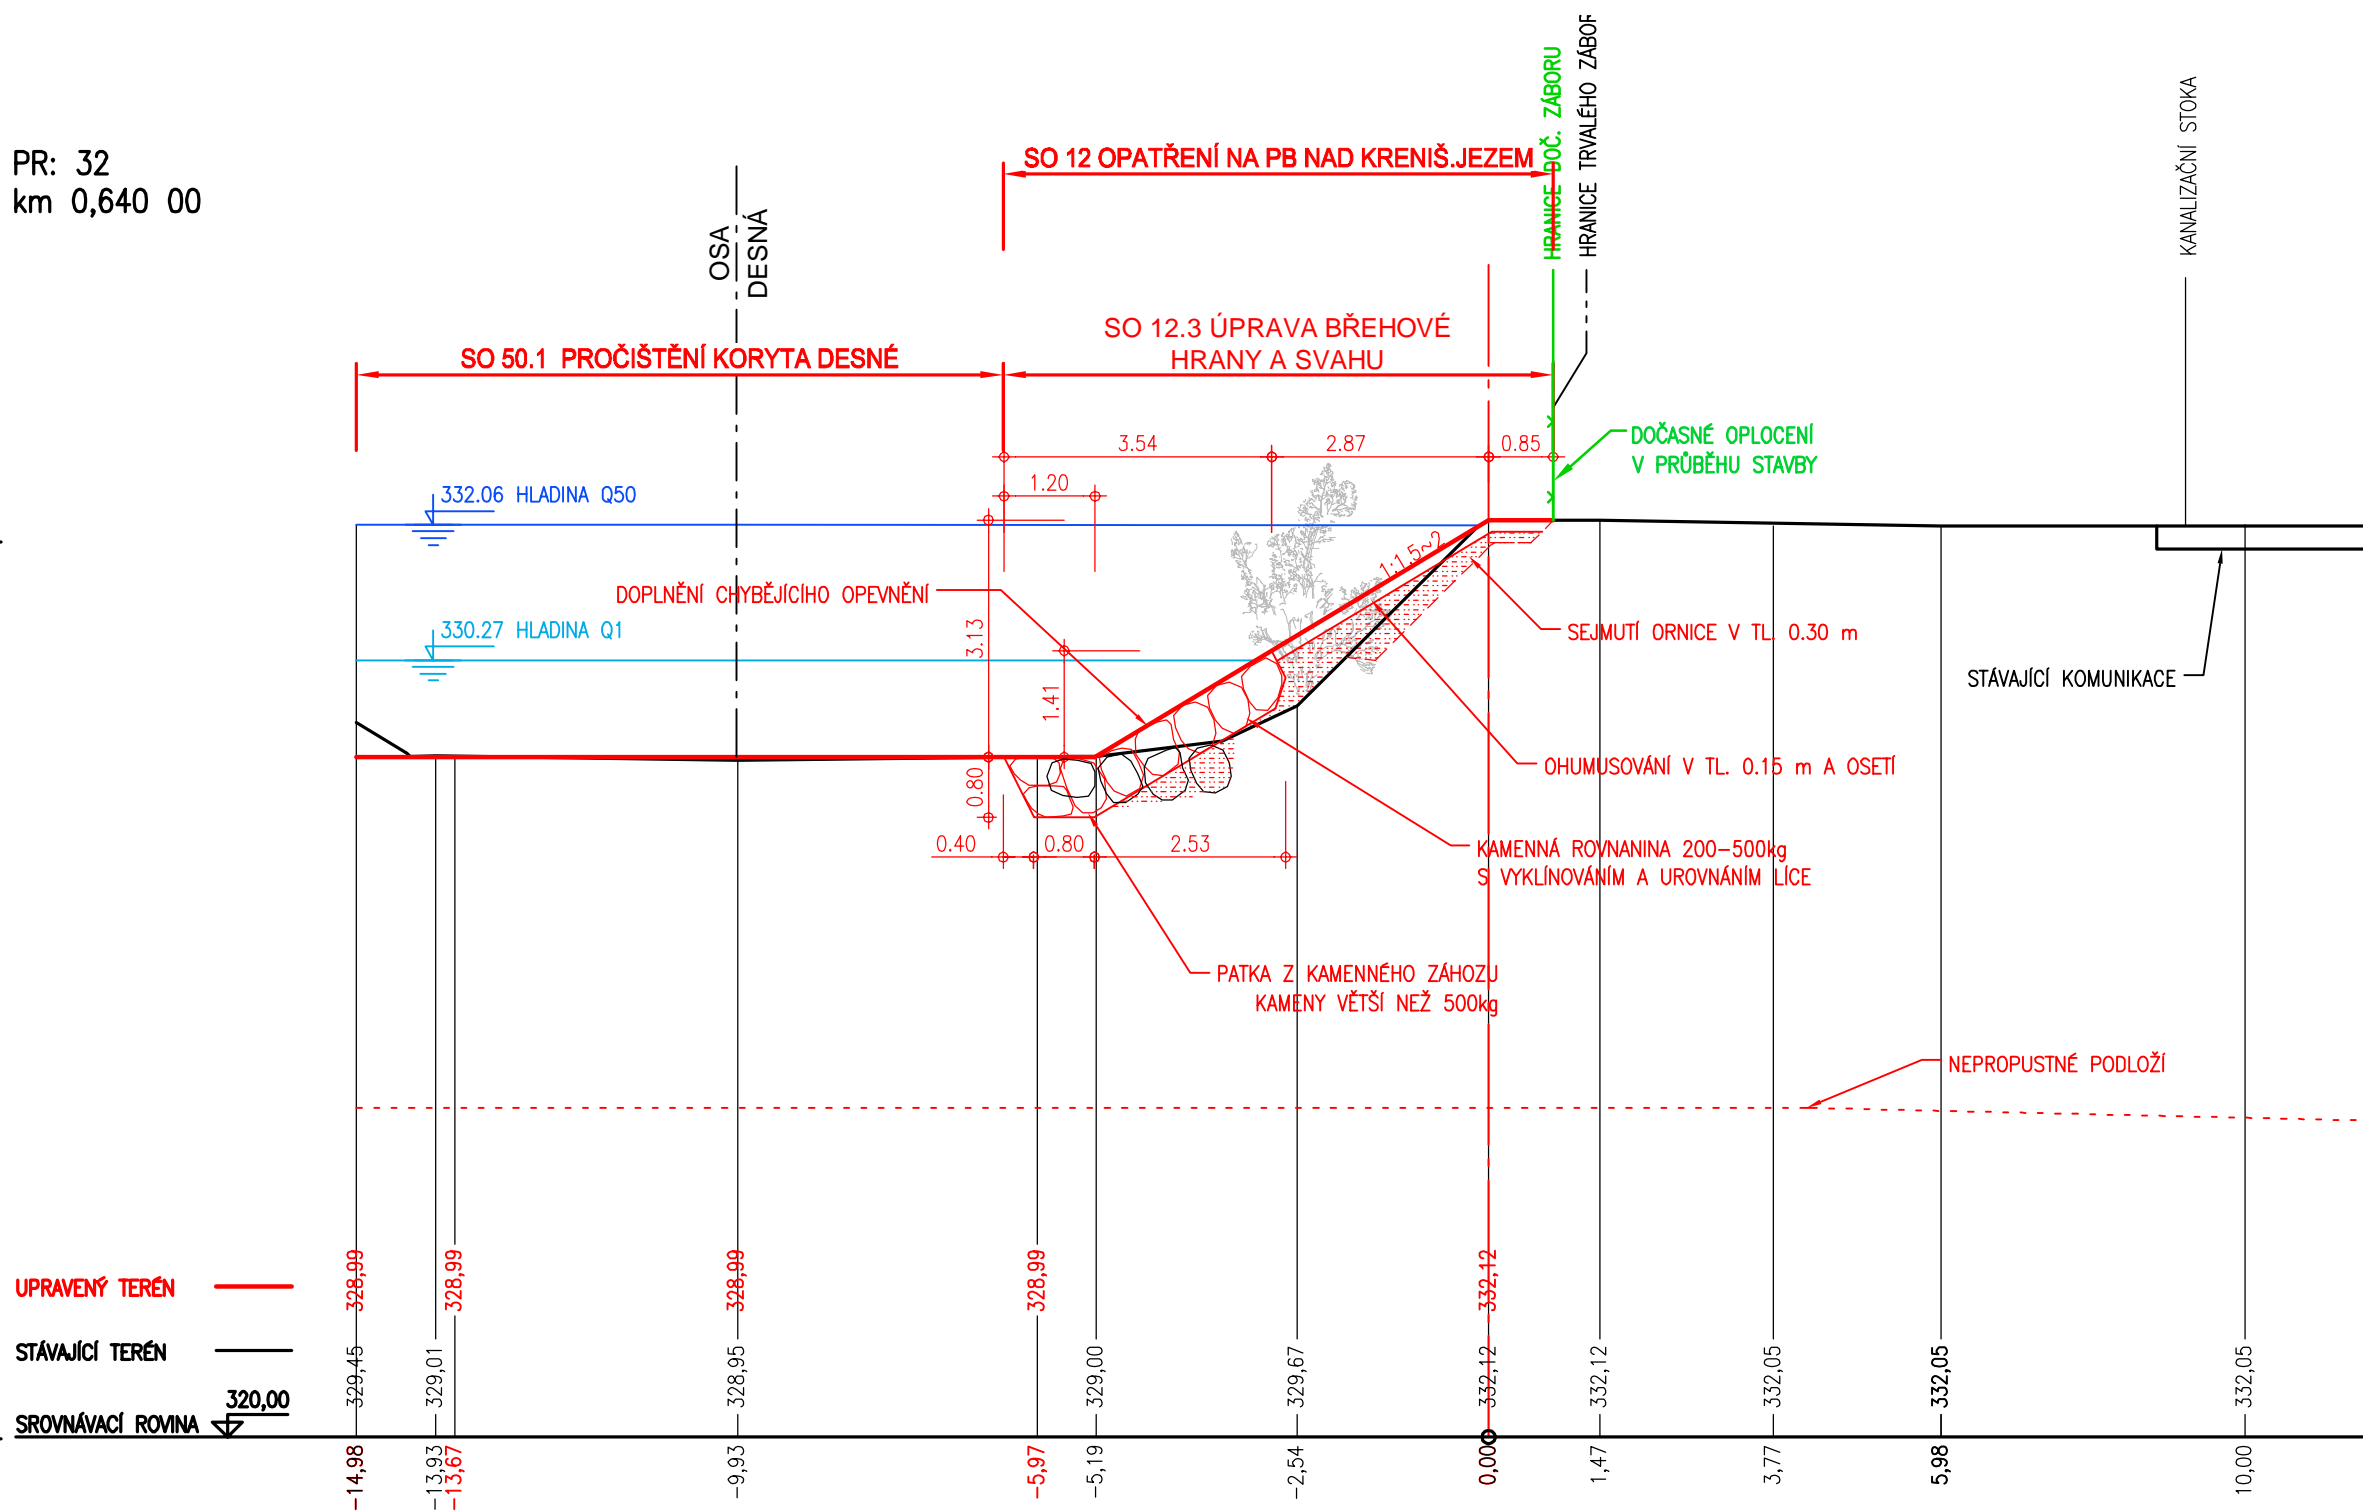 PR: 32
km 0,640 00
OSA
DESNÁ
SO 12 OPATŘENÍ NA PB NAD KRENIŠ.JEZEM
HRANICE DOČ. ZÁBORU
HRANICE TRVALÉHO
KANALIZAČNÍ STOKA
SO 50.1 PROČIŠTĚNÍ KORYTA DESNÉ
SO 12.3 ÚPRAVA BŘEHOVÉ
HRANY A SVAHU
3.54
2.87
0.85
DOČASNÉ OPLOCENÍ
V PRŮBĚHU STAVBY
1.20
332.06 HLADINA Q50
1:1.5~2
DOPLNĚNÍ CHYBĚJÍCÍHO OPEVNĚNÍ
330.27 HLADINA Q1
3.13
1.41
0.80
SEJMUTÍ ORNICE V TL. 0.30 m
STÁVAJÍCÍ KOMUNIKACE
OHUMUSOVÁNÍ V TL. 0.15 m A OSETÍ
0.40
0.80
2.53
KAMENNÁ ROVNANINA 200-500kg
S VYKLÍNOVÁNÍM A UROVNÁNÍM LÍCE
PATKA Z KAMENNÉHO ZÁHOZU
KAMENY VĚTŠÍ NEŽ 500kg
NEPROPUSTNÉ PODLOŽÍ
UPRAVENÝ TERÉN
328,99
328,99
328,99
328,99
332,12
STÁVAJÍCÍ TERÉN
329,45
329,01
328,95
329,00
329,67
332,12
332,12
332,05
332,05
332,05
320,00
SROVNÁVACÍ ROVINA
-14,98
-13,93
-13,67
-9,93
-5,97
-5,19
-2,54
0,000
1,47
3,77
5,98
10,00